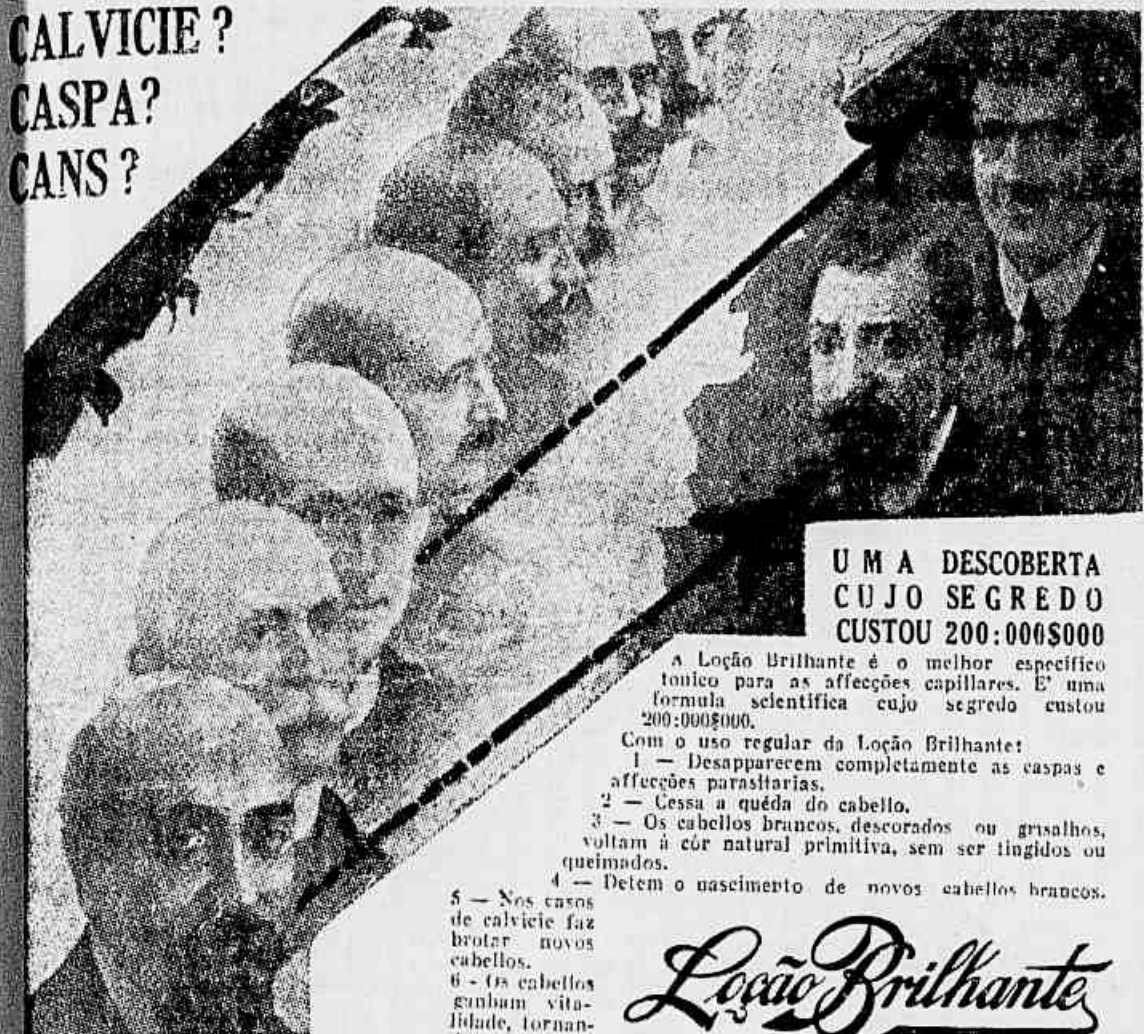 CALVICIE?
CASPA?
CANS?
UMA DESCOBERTA
CUJO SEGREDO
CUSTOU 200:000$000
A Loção Brilhante é o melhor especifico
tonico para as affecções capillares. E' uma
formula scientifica cujo segredo custou
200:000$000.
Com o uso regular da Loção Brilhante:
1 — Desapparecem completamente as caspas e
affecções parasitarias.
2 — Cessa a quéda do cabello.
3 — Os cabellos brancos, descorados ou grisalhos,
voltam á côr natural primitiva, sem ser tingidos ou
queimados.
4 — Detem o nascimento de novos cabellos brancos.
5 — Nos casos
de calvicie faz
brotar novos
cabellos.
6 - Os cabellos
ganham vita-
lidade, tornan-
Loção Brilhante